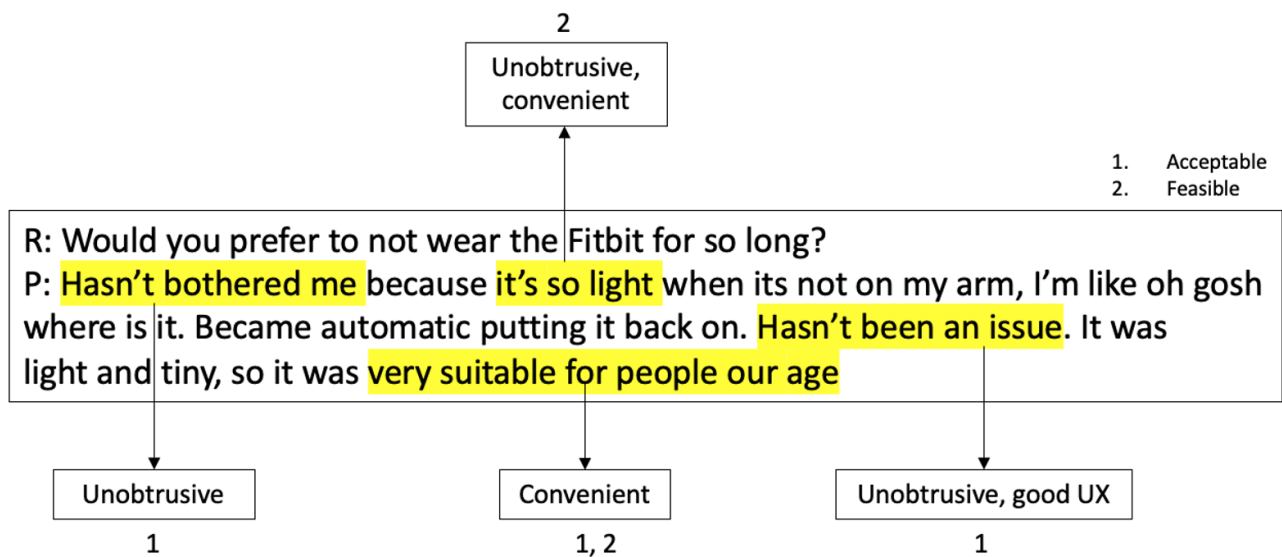 2
Unobtrusive,
convenient
1. Acceptable
2. Feasible
R: Would you prefer to not wear the Fitbit for so long?
P: Hasn’t bothered me because it’s so light when its not on my arm, I’m like oh gosh
where is it. Became automatic putting it back on. Hasn’t been an issue. It was
light and tiny, so it was very suitable for people our age
Unobtrusive
Convenient
Unobtrusive, good UX
1
1, 2
1